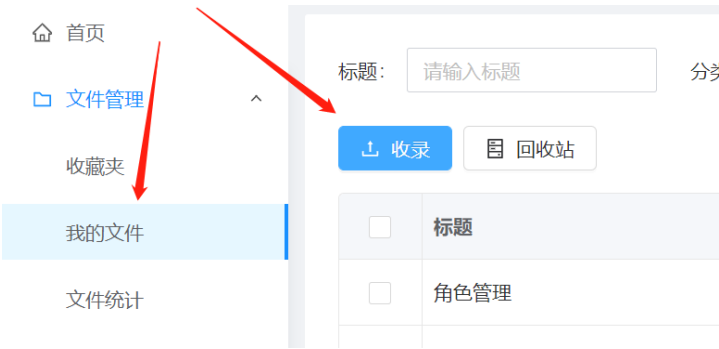 首页
文件管理
收藏夹
我的文件
文件统计
标题: 请输入标题
收录 回收站
标题
角色管理